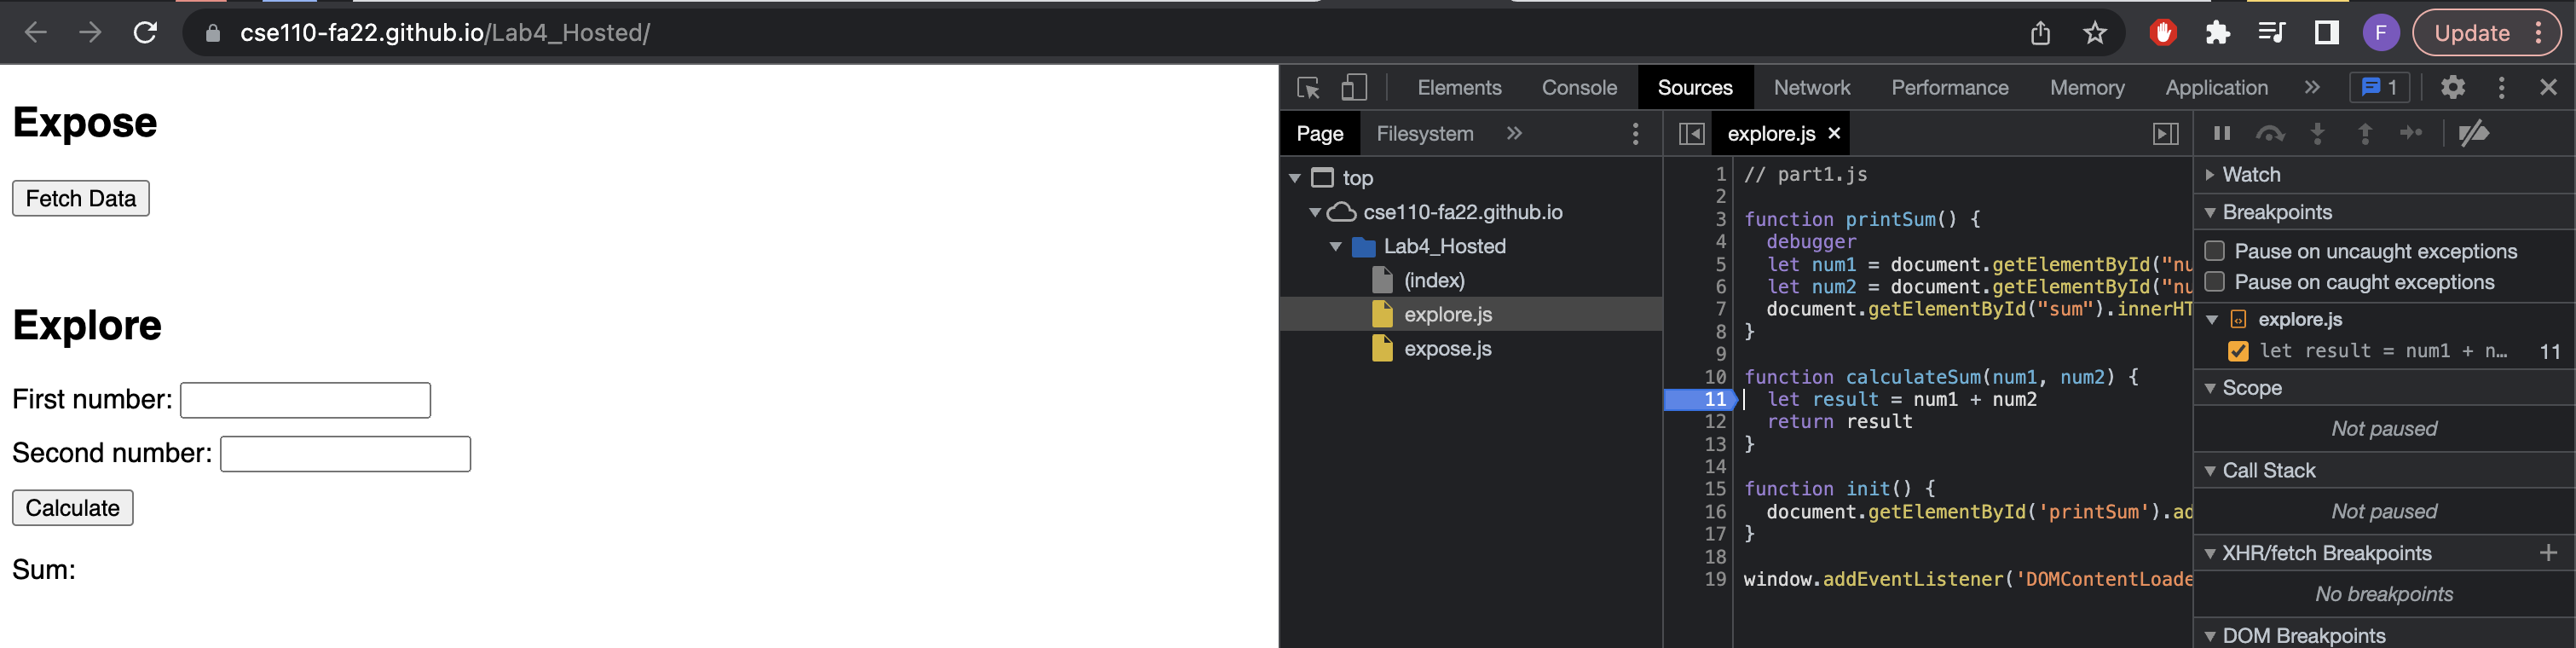 cse110-fa22.github.io/Lab4_Hosted/
F
Update
Expose
Fetch Data
Explore
First number:
Second number:
Calculate
Sum:
Elements Console Sources Network Performance Memory Application » 1
Page Filesystem »
top
cse110-fa22.github.io
Lab4_Hosted
(index)
explore.js
expose.js
explore.js ×
1 // part1.js
2
3 function printSum() {
4 debugger
5 let num1 = document.getElementById("nu
6 let num2 = document.getElementById("nu
7 document.getElementById("sum").innerHT
8 }
9
10 function calculateSum(num1, num2) {
11 let result = num1 + num2
12 return result
13 }
14
15 function init() {
16 document.getElementById('printSum').ad
17 }
18
19 window.addEventListener('DOMContentLoade
Watch
Breakpoints
Pause on uncaught exceptions
Pause on caught exceptions
explore.js
let result = num1 + n… 11
Scope
Not paused
Call Stack
Not paused
XHR/fetch Breakpoints +
No breakpoints
DOM Breakpoints